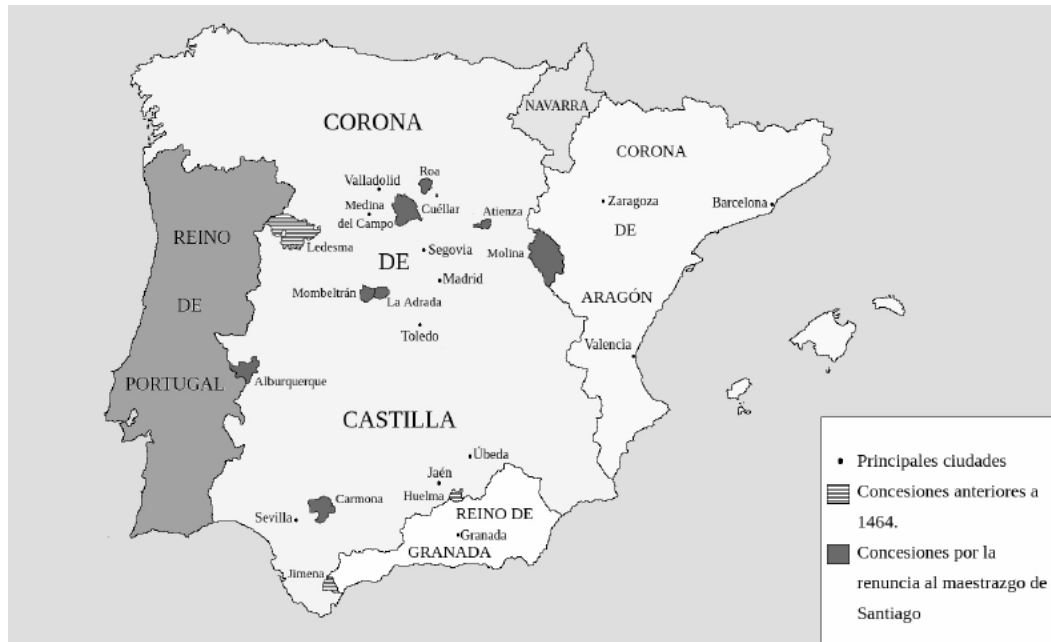 NAVARRA
CORONA
CORONA
Roa
Valladolid
Medina
del Campo
Cuéllar
Atienza
Zaragoza
Barcelona
REINO
Ledesma
DE
Segovia
Molina
DE
Madrid
Mombeltrán
La Adrada
DE
ARAGÓN
Toledo
Valencia
PORTUGAL
Alburquerque
CASTILLA
Úbeda
Jaén
Huelma
Carmona
Sevilla
REINO DE
Granada
GRANADA
Jimena
Principales ciudades
Concesiones anteriores a
1464.
Concesiones por la
renuncia al maestrazgo de
Santiago